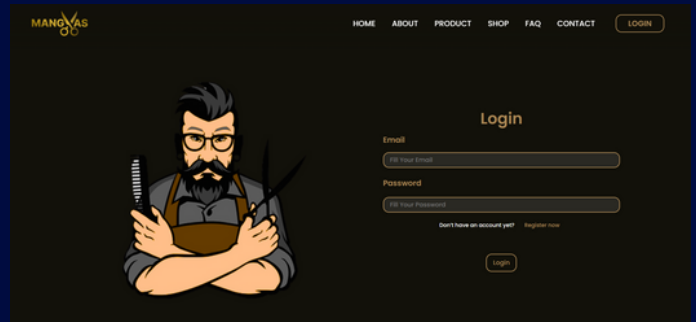 MANGVAS
HOME ABOUT PRODUCT SHOP FAQ CONTACT LOGIN
Login
Email
Fill Your Email
Password
Fill Your Password
Don't have an account yet? Register now
Login